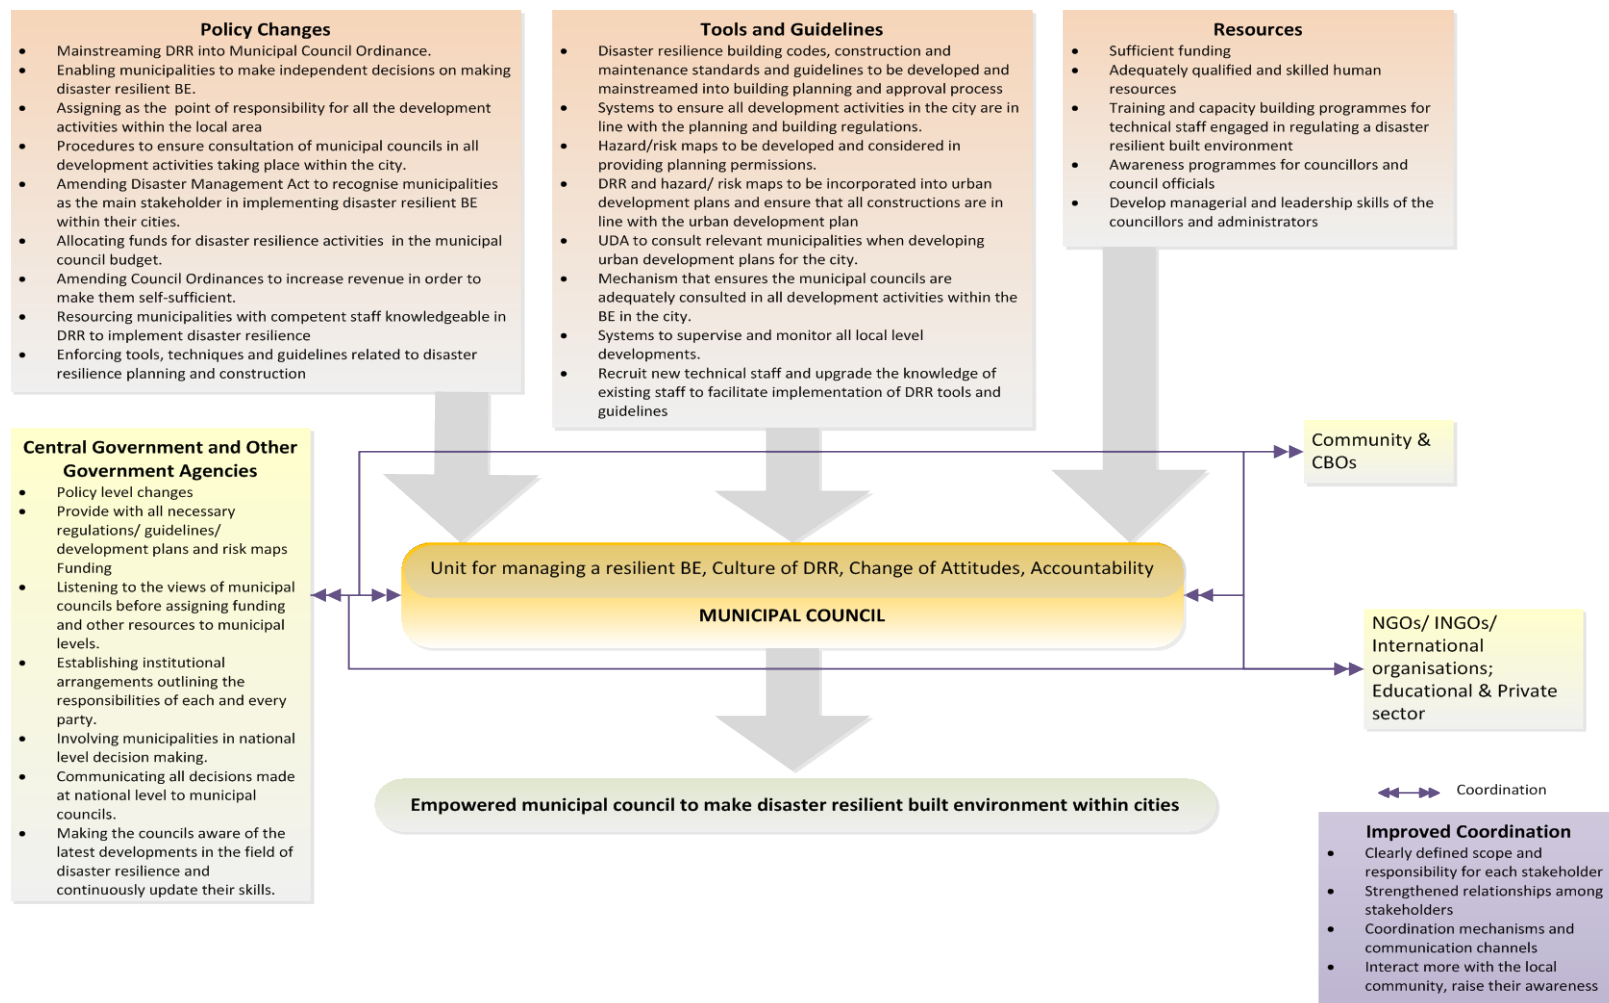 Policy Changes
• Mainstreaming DRR into Municipal Council Ordinance.
• Enabling municipalities to make independent decisions on making
disaster resilient BE.
• Assigning as the point of responsibility for all the development
activities within the local area
• Procedures to ensure consultation of municipal councils in all
development activities taking place within the city.
• Amending Disaster Management Act to recognise municipalities
as the main stakeholder in implementing disaster resilient BE
within their cities.
• Allocating funds for disaster resilience activities in the municipal
council budget.
• Amending Council Ordinances to increase revenue in order to
make them self-sufficient.
• Resourcing municipalities with competent staff knowledgeable in
DRR to implement disaster resilience
• Enforcing tools, techniques and guidelines related to disaster
resilience planning and construction
Tools and Guidelines
• Disaster resilience building codes, construction and
maintenance standards and guidelines to be developed and
mainstreamed into building planning and approval process
• Systems to ensure all development activities in the city are in
line with the planning and building regulations.
• Hazard/risk maps to be developed and considered in
providing planning permissions.
• DRR and hazard/ risk maps to be incorporated into urban
development plans and ensure that all constructions are in
line with the urban development plan
• UDA to consult relevant municipalities when developing
urban development plans for the city.
• Mechanism that ensures the municipal councils are
adequately consulted in all development activities within the
BE in the city.
• Systems to supervise and monitor all local level
developments.
• Recruit new technical staff and upgrade the knowledge of
existing staff to facilitate implementation of DRR tools and
guidelines
Resources
• Sufficient funding
• Adequately qualified and skilled human
resources
• Training and capacity building programmes for
technical staff engaged in regulating a disaster
resilient built environment
• Awareness programmes for councillors and
council officials
• Develop managerial and leadership skills of the
councillors and administrators
Central Government and Other
Government Agencies
• Policy level changes
• Provide with all necessary
regulations/ guidelines/
development plans and risk maps
Funding
• Listening to the views of municipal
councils before assigning funding
and other resources to municipal
levels.
• Establishing institutional
arrangements outlining the
responsibilities of each and every
party.
• Involving municipalities in national
level decision making.
• Communicating all decisions made
at national level to municipal
councils.
• Making the councils aware of the
latest developments in the field of
disaster resilience and
continuously update their skills.
Community &
CBOs
Unit for managing a resilient BE, Culture of DRR, Change of Attitudes, Accountability
MUNICIPAL COUNCIL
NGOs/ INGOs/
International
organisations;
Educational & Private
sector
Empowered municipal council to make disaster resilient built environment within cities
Coordination
Improved Coordination
• Clearly defined scope and
responsibility for each stakeholder
• Strengthened relationships among
stakeholders
• Coordination mechanisms and
communication channels
• Interact more with the local
community, raise their awareness